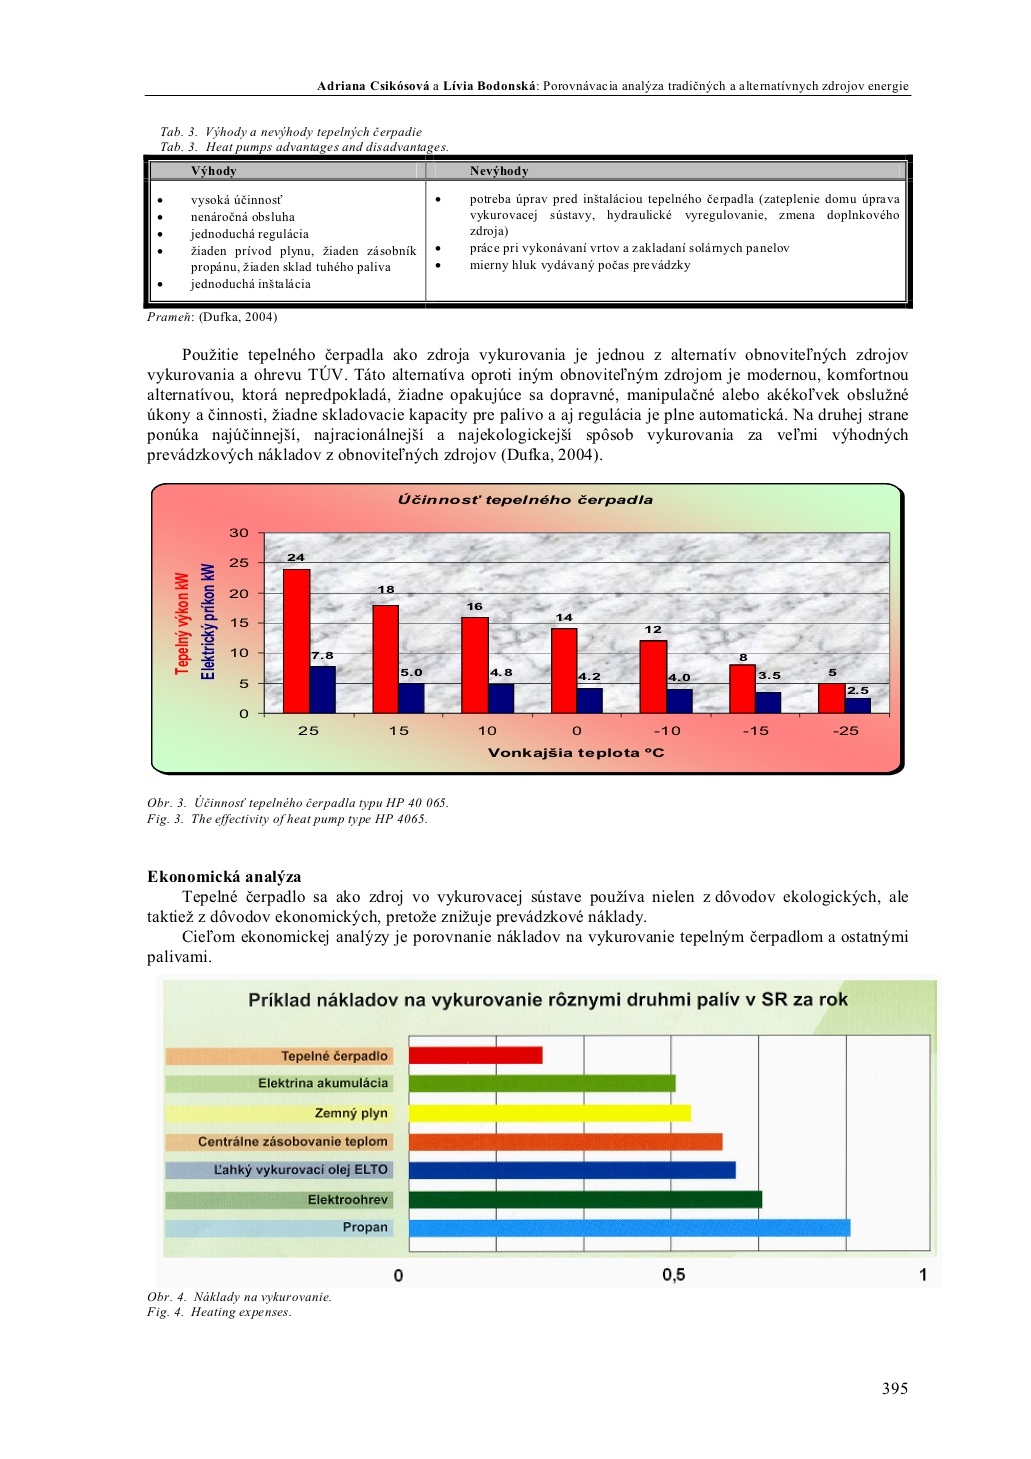 Adriana Csikósová a Lívia Bodonská: Porovnávacia analýza tradičných a alternatívnych zdrojov energie
Tab. 3. Výhody a nevýhody tepelných čerpadie
Tab. 3. Heat pumps advantages and disadvantages.
Výhody
Nevýhody
• vysoká účinnosť
• nenáročná obsluha
• jednoduchá regulácia
• žiaden prívod plynu, žiaden zásobník
propánu, žiaden sklad tuhého paliva
• jednoduchá inštalácia
• potreba úprav pred inštaláciou tepelného čerpadla (zateplenie domu úprava
vykurovacej sústavy, hydraulické vyregulovanie, zmena doplnkového
zdroja)
• práce pri vykonávaní vrtov a zakladaní solárnych panelov
• mierny hluk vydávaný počas prevádzky
Prameň: (Dufka, 2004)
Použitie tepelného čerpadla ako zdroja vykurovania je jednou z alternatív obnoviteľných zdrojov
vykurovania a ohrevu TÚV. Táto alternatíva oproti iným obnoviteľným zdrojom je modernou, komfortnou
alternatívou, ktorá nepredpokladá, žiadne opakujúce sa dopravné, manipulačné alebo akékoľvek obslužné
úkony a činnosti, žiadne skladovacie kapacity pre palivo a aj regulácia je plne automatická. Na druhej strane
ponúka najúčinnejší, najracionálnejší a najekologickejší spôsob vykurovania za veľmi výhodných
prevádzkových nákladov z obnoviteľných zdrojov (Dufka, 2004).
Účinnosť tepelného čerpadla
Tepelný výkon kW
Elektrický príkon kW
30
25
20
15
10
5
0
24
7.8
18
5.0
16
4.8
14
4.2
12
4.0
8
3.5
5
2.5
25 15 10 0 -10 -15 -25
Vonkajšia teplota ºC
Obr. 3. Účinnosť tepelného čerpadla typu HP 40 065.
Fig. 3. The effectivity of heat pump type HP 4065.
Ekonomická analýza
Tepelné čerpadlo sa ako zdroj vo vykurovacej sústave používa nielen z dôvodov ekologických, ale
taktiež z dôvodov ekonomických, pretože znižuje prevádzkové náklady.
Cieľom ekonomickej analýzy je porovnanie nákladov na vykurovanie tepelným čerpadlom a ostatnými
palivami.
Príklad nákladov na vykurovanie rôznymi druhmi palív v SR za rok
Tepelné čerpadlo
Elektrina akumulácia
Zemný plyn
Centrálne zásobovanie teplom
Ľahký vykurovací olej ELTO
Elektroohrev
Propan
0 0,5 1
Obr. 4. Náklady na vykurovanie.
Fig. 4. Heating expenses.
395